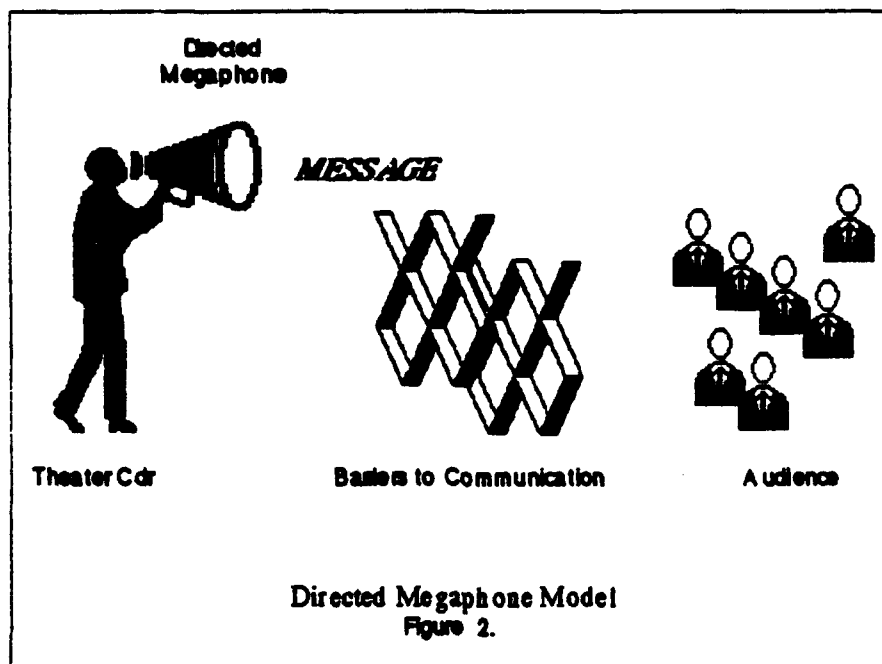 Directed
Megaphone
MESSAGE
Theater Cdr
Barriers to Communication
Audience
Directed Megaphone Model
Figure 2.